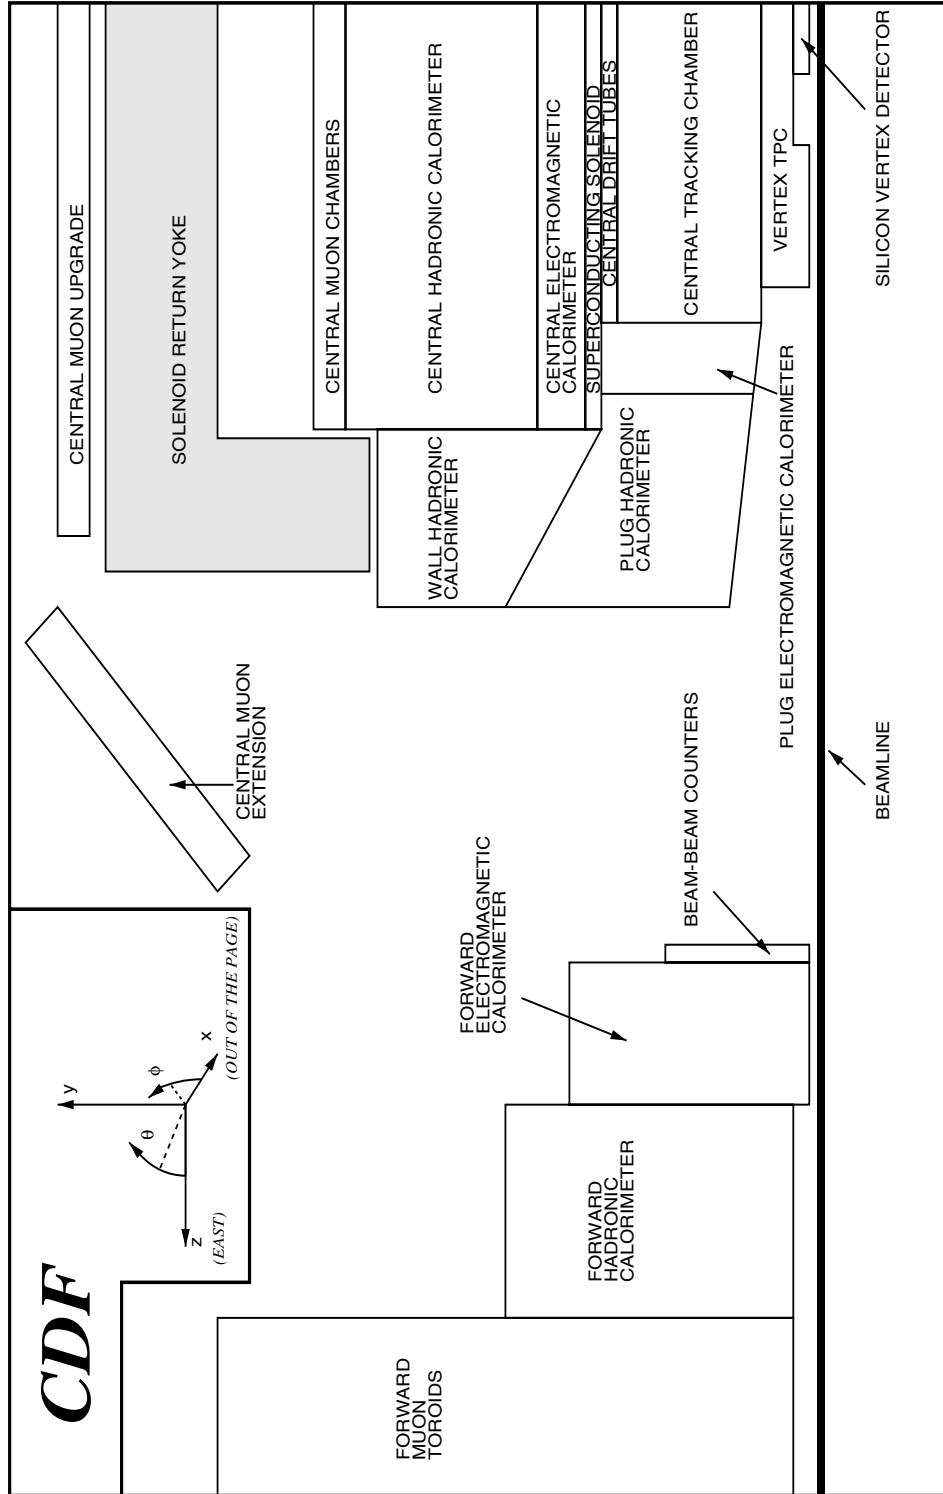 CDF
y
z
(EAST)
θ
ϕ
x
(OUT OF THE PAGE)
CENTRAL MUON UPGRADE
SOLENOID RETURN YOKE
CENTRAL MUON
EXTENSION
CENTRAL MUON CHAMBERS
CENTRAL HADRONIC CALORIMETER
WALL HADRONIC
CALORIMETER
CENTRAL ELECTROMAGNETIC
CALORIMETER
SUPERCONDUCTING SOLENOID
CENTRAL DRIFT TUBES
PLUG HADRONIC
CALORIMETER
CENTRAL TRACKING CHAMBER
VERTEX TPC
PLUG ELECTROMAGNETIC CALORIMETER
SILICON VERTEX DETECTOR
FORWARD
MUON
TOROIDS
FORWARD
ELECTROMAGNETIC
CALORIMETER
FORWARD
HADRONIC
CALORIMETER
BEAM-BEAM COUNTERS
BEAMLINE